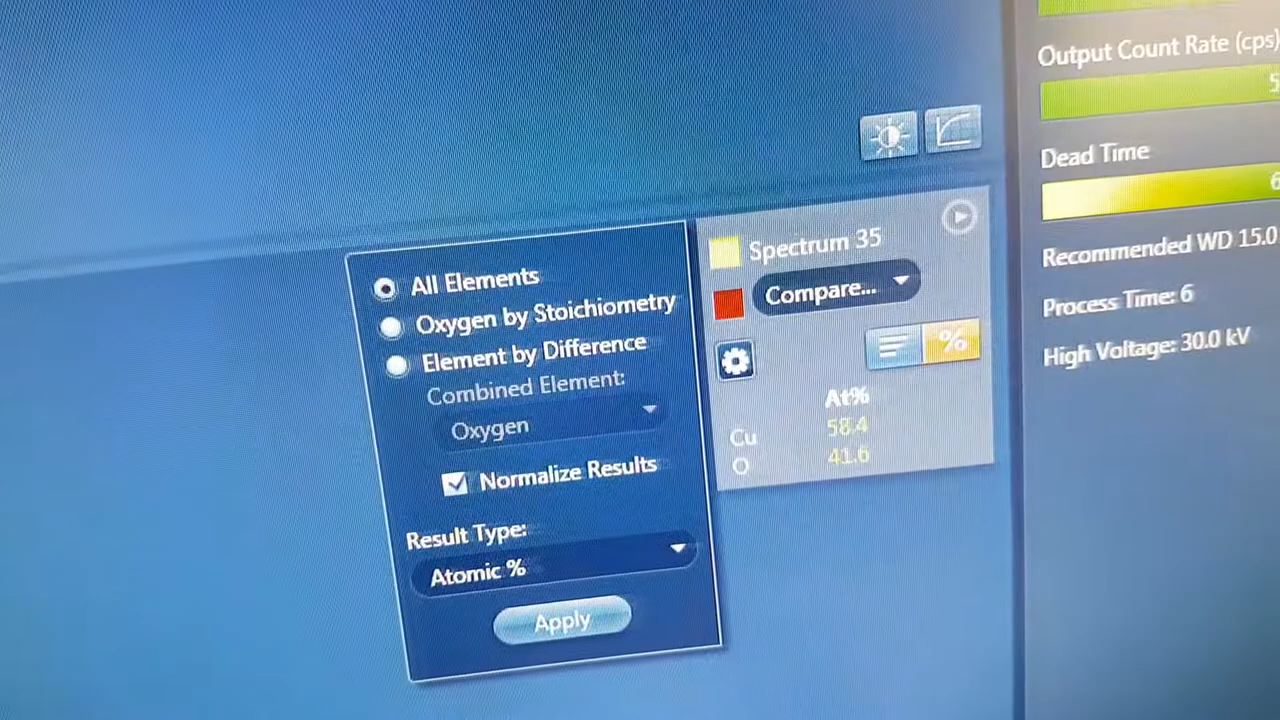 Output Count Rate (cps)
5
Dead Time
6
Recommended WD 15.0
Process Time: 6
High Voltage: 30.0 kV
Spectrum 35
Compare...
%
At%
Cu 58.4
O 41.6
All Elements
Oxygen by Stoichiometry
Element by Difference
Combined Element:
Oxygen
Normalize Results
Result Type:
Atomic %
Apply